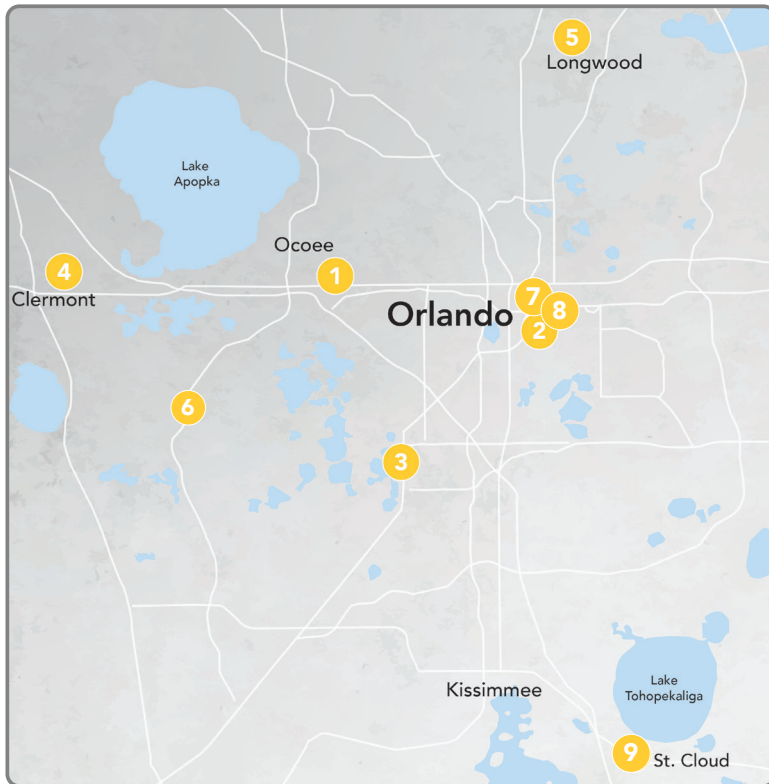 5
Longwood
Lake
Apopka
Ocoee
4
1
Clermont
7
Orlando
8
2
6
3
Kissimmee
Lake
Tohopekaliga
9
St. Cloud